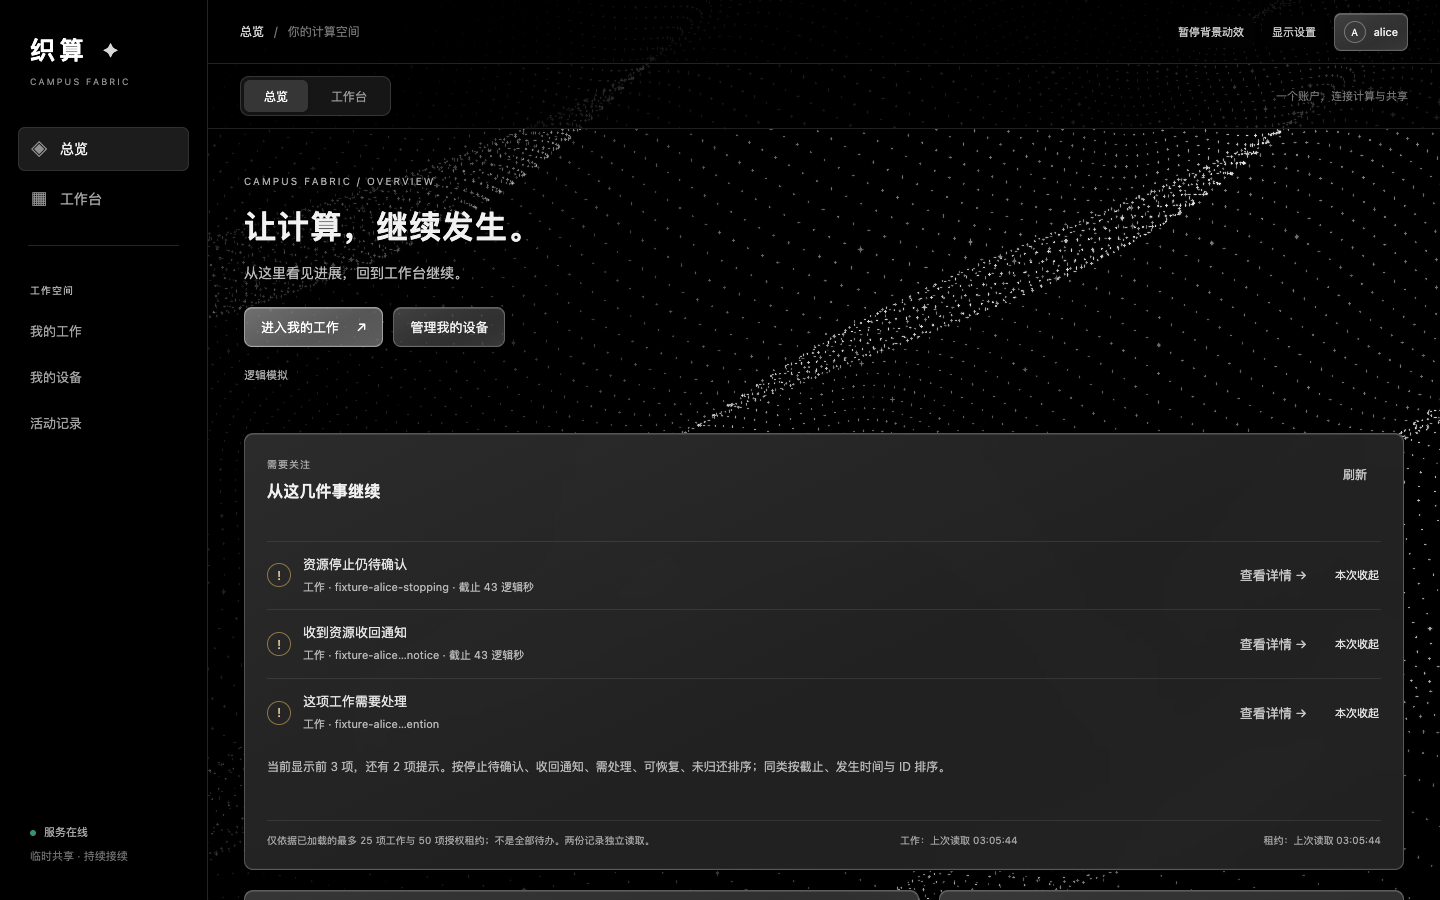 织算
CAMPUS FABRIC
总览
工作台
工作空间
我的工作
我的设备
活动记录
服务在线
临时共享 · 持续接续
总览 / 你的计算空间
暂停背景动效
显示设置
A alice
总览
工作台
一个账户，连接计算与共享
CAMPUS FABRIC / OVERVIEW
让计算，继续发生。
从这里看见进展，回到工作台继续。
进入我的工作 ↗
管理我的设备
逻辑模拟
需要关注
从这几件事继续
刷新
! 资源停止仍待确认
工作 · fixture-alice-stopping · 截止 43 逻辑秒
查看详情 →
本次收起
! 收到资源收回通知
工作 · fixture-alice…notice · 截止 43 逻辑秒
查看详情 →
本次收起
! 这项工作需要处理
工作 · fixture-alice…ention
查看详情 →
本次收起
当前显示前 3 项，还有 2 项提示。按停止待确认、收回通知、需处理、可恢复、未归还排序；同类按截止、发生时间与 ID 排序。
仅依据已加载的最多 25 项工作与 50 项授权租约；不是全部待办。两份记录独立读取。
工作：上次读取 03:05:44
租约：上次读取 03:05:44